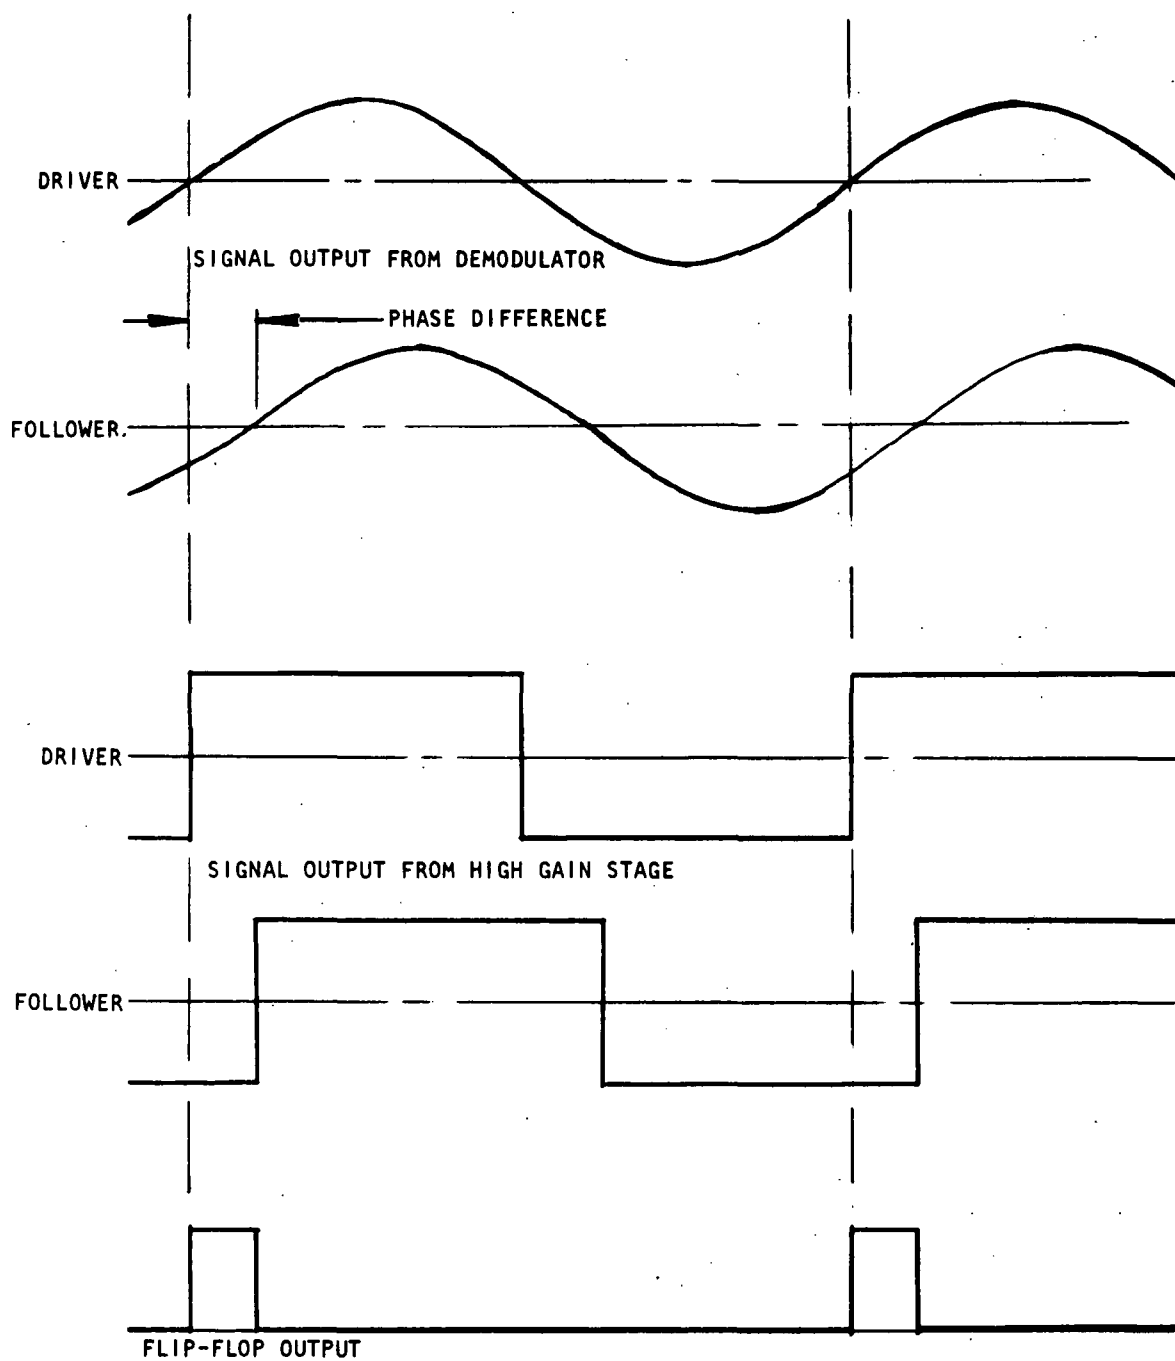 DRIVER
SIGNAL OUTPUT FROM DEMODULATOR
PHASE DIFFERENCE
FOLLOWER.
DRIVER
SIGNAL OUTPUT FROM HIGH GAIN STAGE
FOLLOWER
FLIP-FLOP OUTPUT